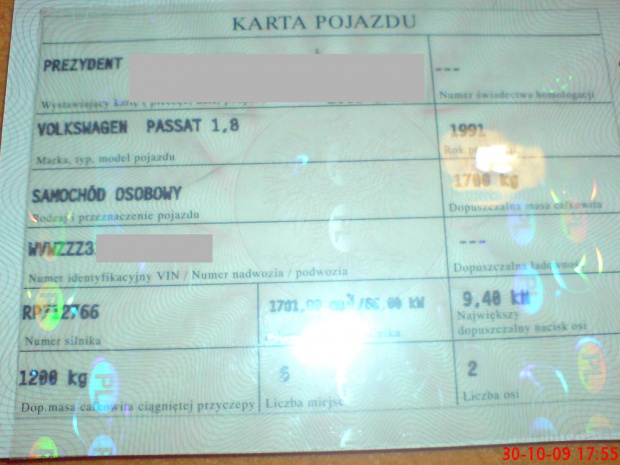 KARTA POJAZDU
PREZYDENT
---
Numer świadectwa homologacji
VOLKSWAGEN PASSAT 1,8
1991
Marka, typ, model pojazdu
Rok
1700 kg
SAMOCHÓD OSOBOWY
Dopuszczalna masa całkowita
Rodzaj i przeznaczenie pojazdu
WVWZZZ3
---
Numer identyfikacyjny VIN / Numer nadwozia / podwozia
Dopuszczalna ładowność
RP712766
9,40 kN
Największy
dopuszczalny nacisk osi
Numer silnika
1200 kg
5
2
Dop.masa całkowita ciągniętej przyczepy
Liczba miejsc
Liczba osi
30-10-09 17:55